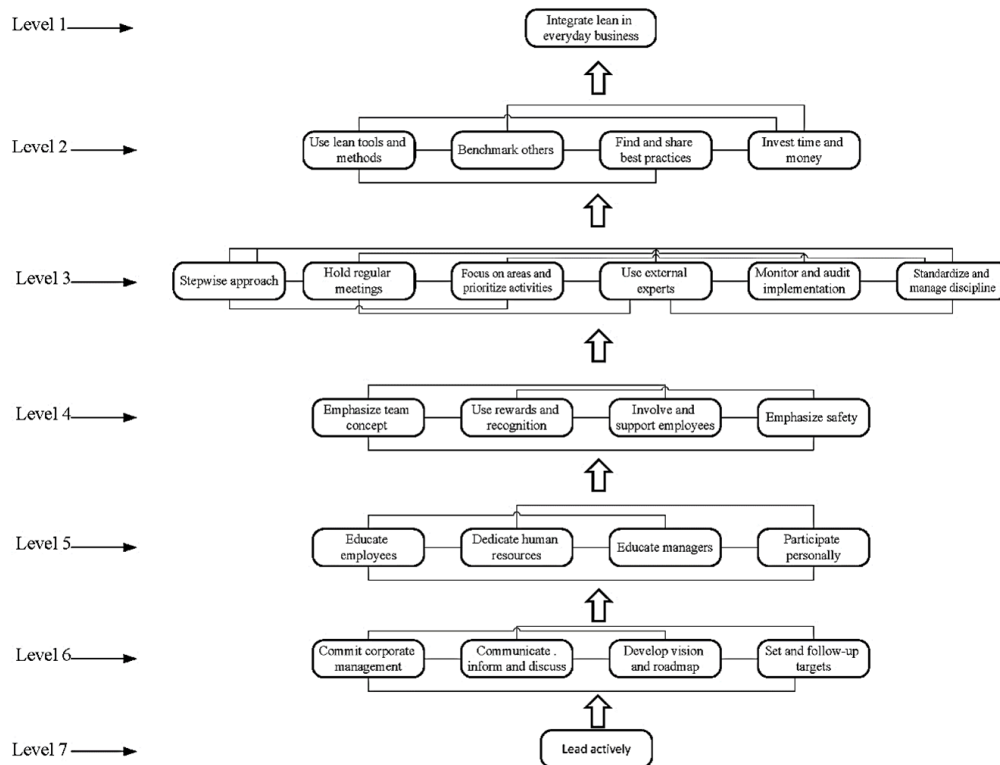 Level 1
Integrate lean in
everyday business
Level 2
Use lean tools and
methods
Benchmark others
Find and share
best practices
Invest time and
money
Level 3
Stepwise approach
Hold regular
meetings
Focus on areas and
prioritize activities
Use external
experts
Monitor and audit
implementation
Standardize and
manage discipline
Level 4
Emphasize team
concept
Use rewards and
recognition
Involve and
support employees
Emphasize safety
Level 5
Educate
employees
Dedicate human
resources
Educate managers
Participate
personally
Level 6
Commit corporate
management
Communicate .
inform and discuss
Develop vision
and roadmap
Set and follow-up
targets
Level 7
Lead actively